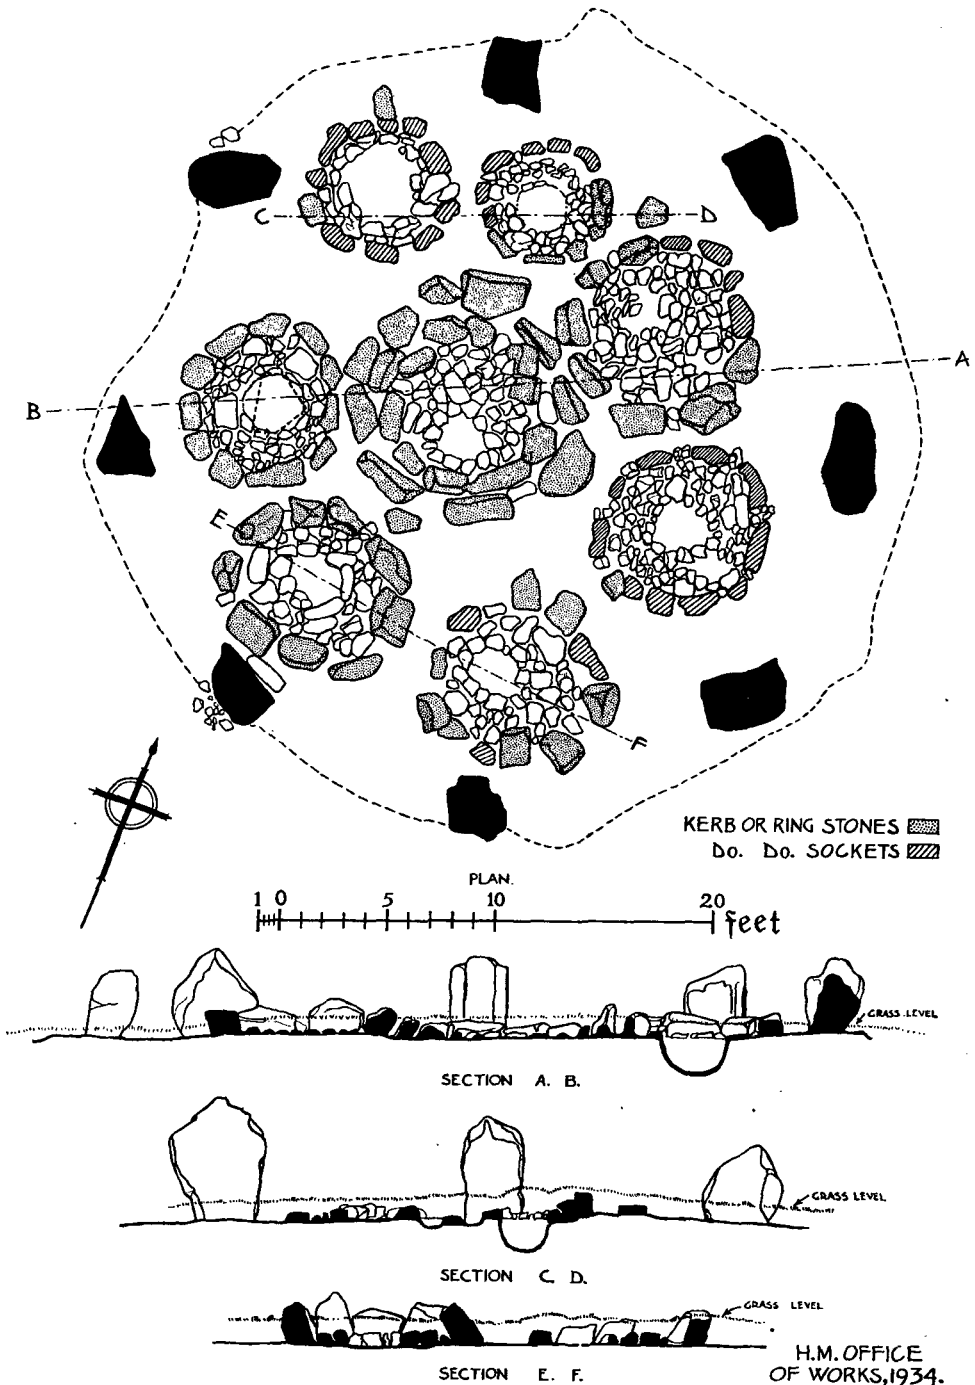 C
D
A
B
E
F
KERB OR RING STONES
Do. Do. SOCKETS
PLAN.
1 0 5 10 20 feet
GRASS LEVEL
SECTION A. B.
GRASS LEVEL
SECTION C. D.
GRASS LEVEL
SECTION E. F.
H.M. OFFICE
OF WORKS, 1934.